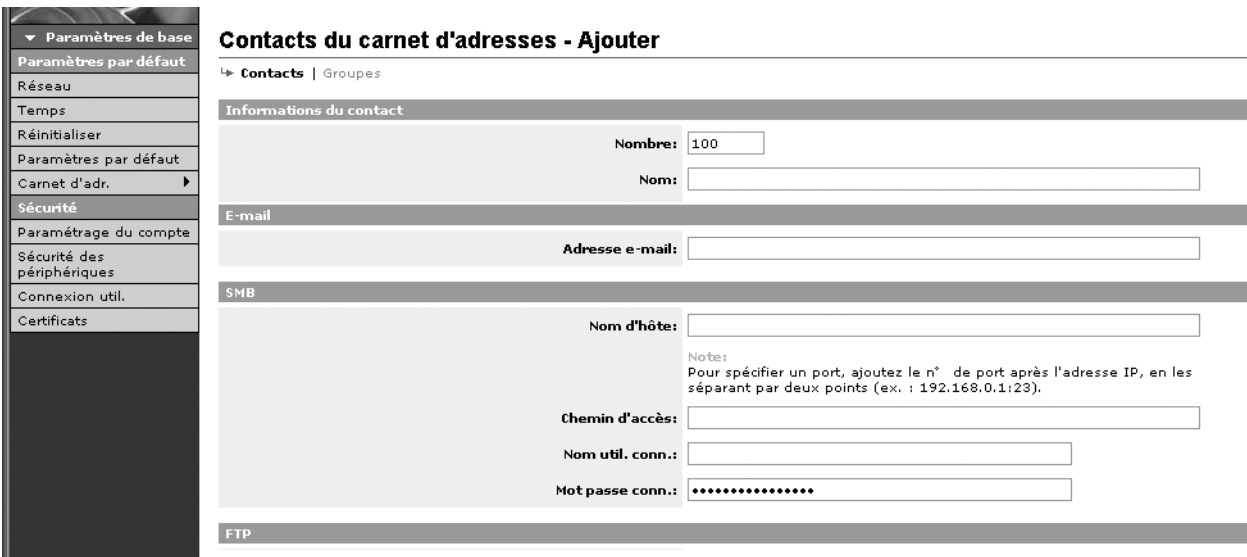 Paramètres de base
Paramètres par défaut
Réseau
Temps
Réinitialiser
Paramètres par défaut
Carnet d'adr.
Sécurité
Paramétrage du compte
Sécurité des
périphériques
Connexion util.
Certificats
Contacts du carnet d'adresses - Ajouter
Contacts | Groupes
Informations du contact
Nombre: 100
Nom:
E-mail
Adresse e-mail:
SMB
Nom d'hôte:
Note:
Pour spécifier un port, ajoutez le n° de port après l'adresse IP, en les
séparant par deux points (ex. : 192.168.0.1:23).
Chemin d'accès:
Nom util. conn.:
Mot passe conn.: ••••••••••••••••
FTP